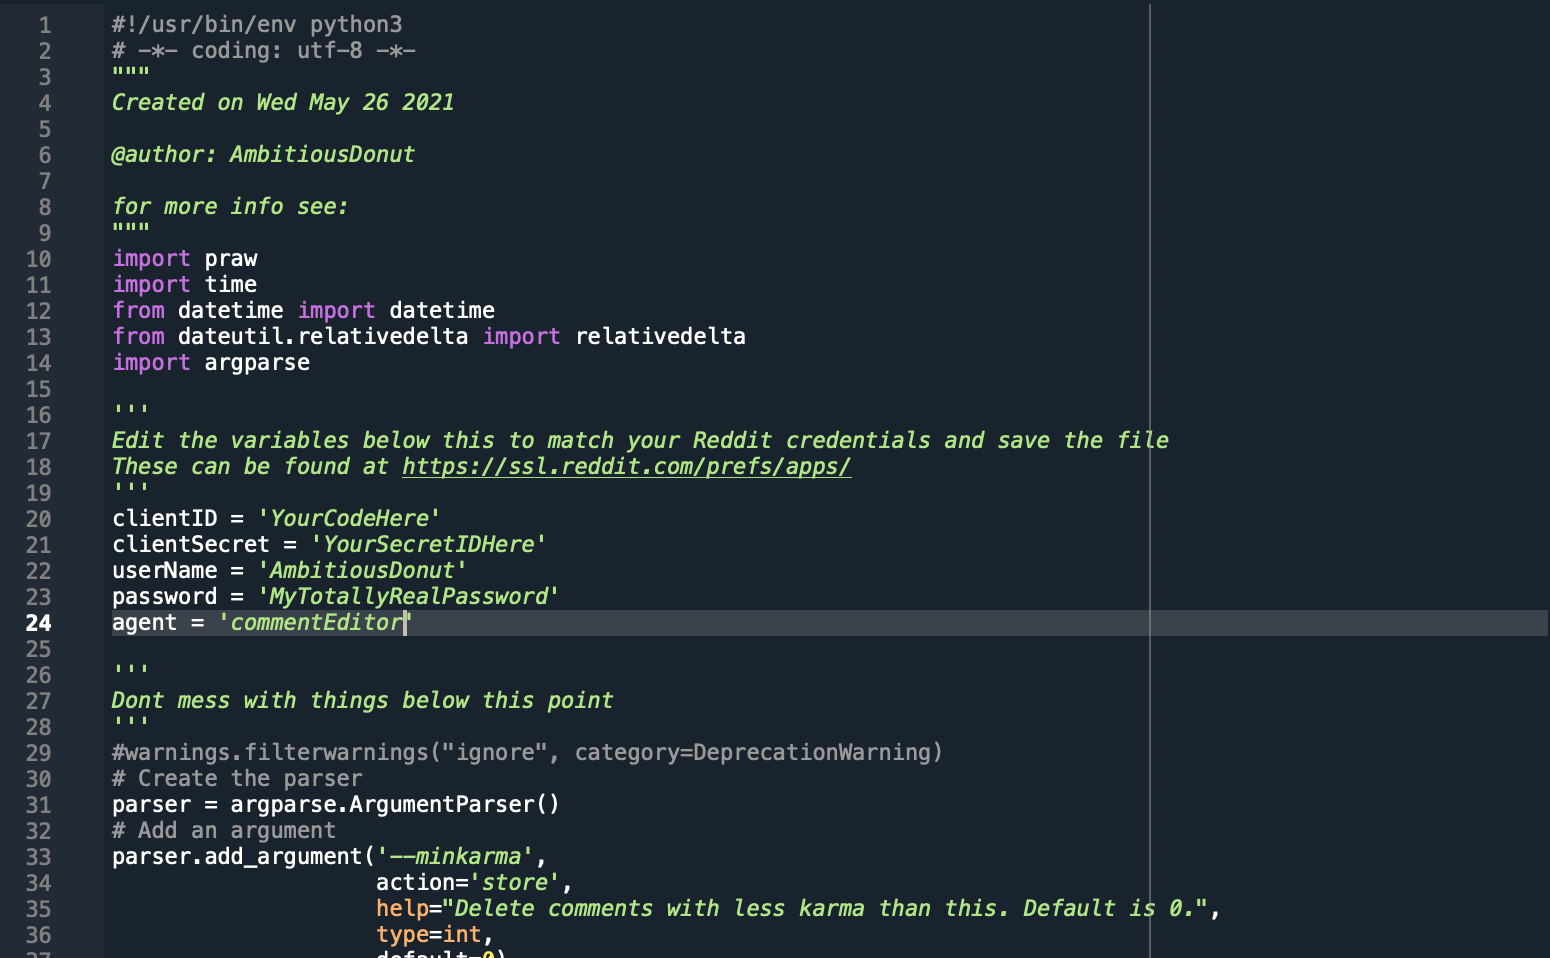 1 #!/usr/bin/env python3
2 # -*- coding: utf-8 -*-
3 """
4 Created on Wed May 26 2021
5
6 @author: AmbitiousDonut
7
8 for more info see:
9 """
10 import praw
11 import time
12 from datetime import datetime
13 from dateutil.relativedelta import relativedelta
14 import argparse
15
16 '''
17 Edit the variables below this to match your Reddit credentials and save the file
18 These can be found at https://ssl.reddit.com/prefs/apps/
19 '''
20 clientID = 'YourCodeHere'
21 clientSecret = 'YourSecretIDHere'
22 userName = 'AmbitiousDonut'
23 password = 'MyTotallyRealPassword'
24 agent = 'commentEditor'
25
26 '''
27 Dont mess with things below this point
28 '''
29 #warnings.filterwarnings("ignore", category=DeprecationWarning)
30 # Create the parser
31 parser = argparse.ArgumentParser()
32 # Add an argument
33 parser.add_argument('--minkarma',
34 action='store',
35 help="Delete comments with less karma than this. Default is 0.",
36 type=int,
37 default=0)